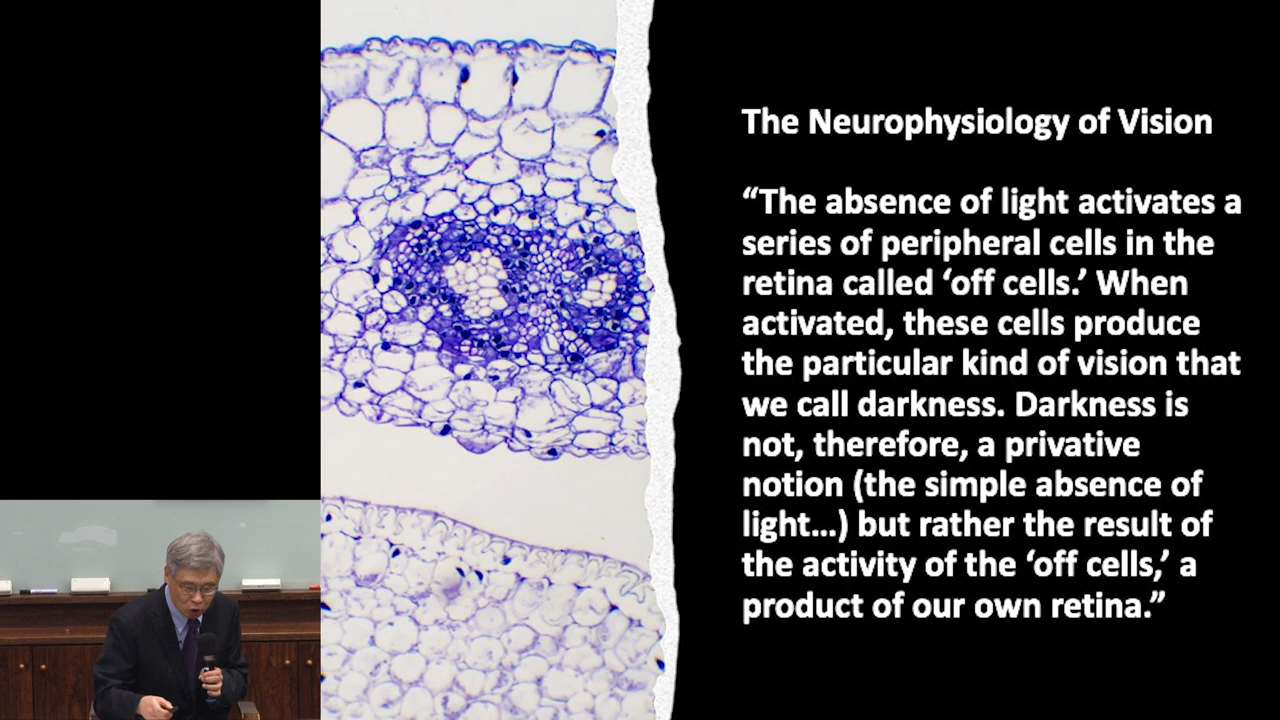 The Neurophysiology of Vision
“The absence of light activates a
series of peripheral cells in the
retina called ‘off cells.’ When
activated, these cells produce
the particular kind of vision that
we call darkness. Darkness is
not, therefore, a privative
notion (the simple absence of
light…) but rather the result of
the activity of the ‘off cells,’ a
product of our own retina.”